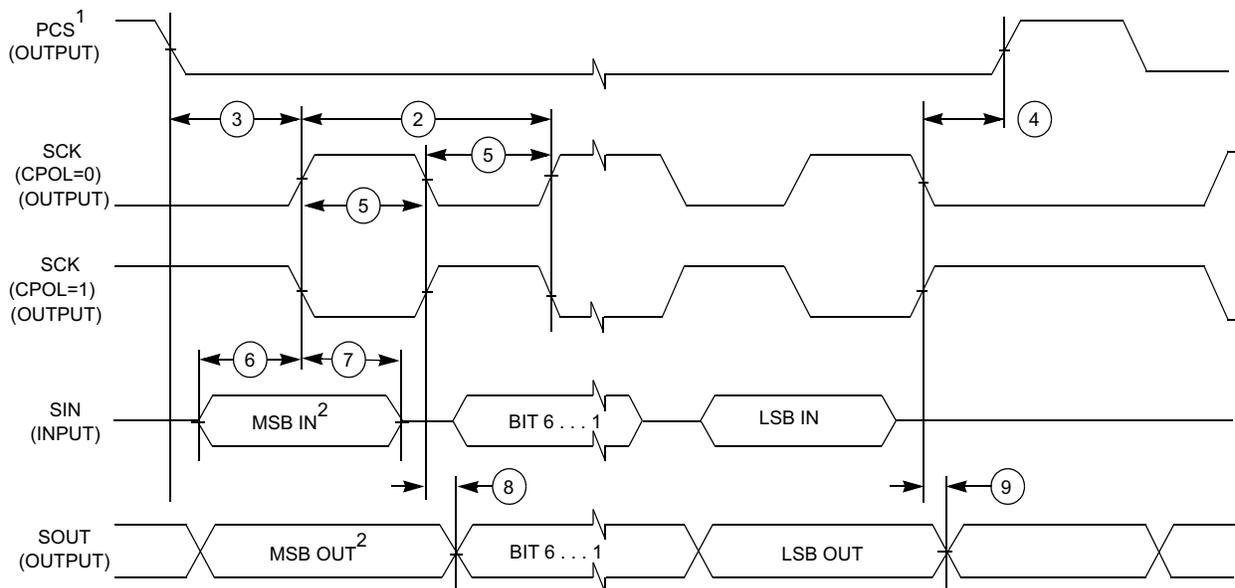 PCS1
(OUTPUT)
3
2
4
SCK
(CPOL=0)
(OUTPUT)
5
5
SCK
(CPOL=1)
(OUTPUT)
6
7
SIN
(INPUT)
MSB IN2
BIT 6 . . . 1
LSB IN
8
9
SOUT
(OUTPUT)
MSB OUT2
BIT 6 . . . 1
LSB OUT